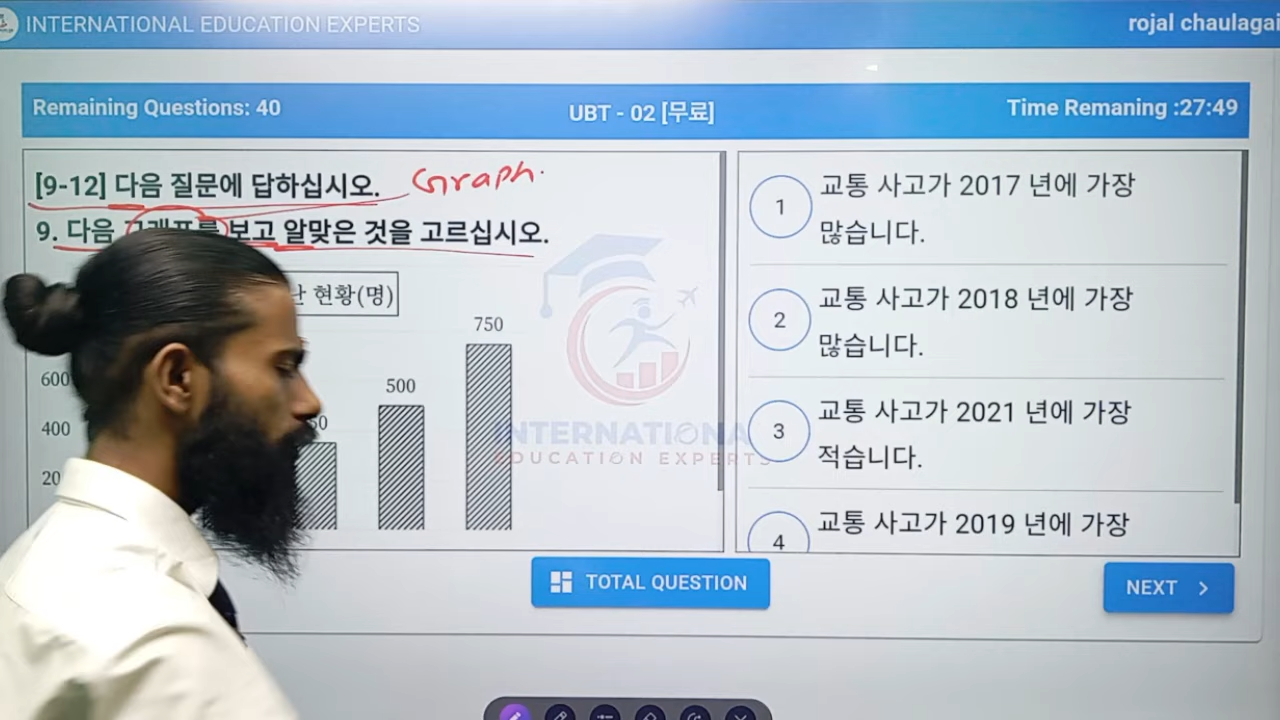 INTERNATIONAL EDUCATION EXPERTS
rojal chaulagai
Remaining Questions: 40
UBT - 02 [무료]
Time Remaning :27:49
[9-12] 다음 질문에 답하십시오.
Graph.
9. 다음 그래프를 보고 알맞은 것을 고르십시오.
현황(명)
750
500
600
400
교통 사고가 2017 년에 가장
많습니다.
교통 사고가 2018 년에 가장
많습니다.
교통 사고가 2021 년에 가장
적습니다.
교통 사고가 2019 년에 가장
1
2
3
4
INTERNATIONA
EDUCATION EXPERTS
TOTAL QUESTION
NEXT